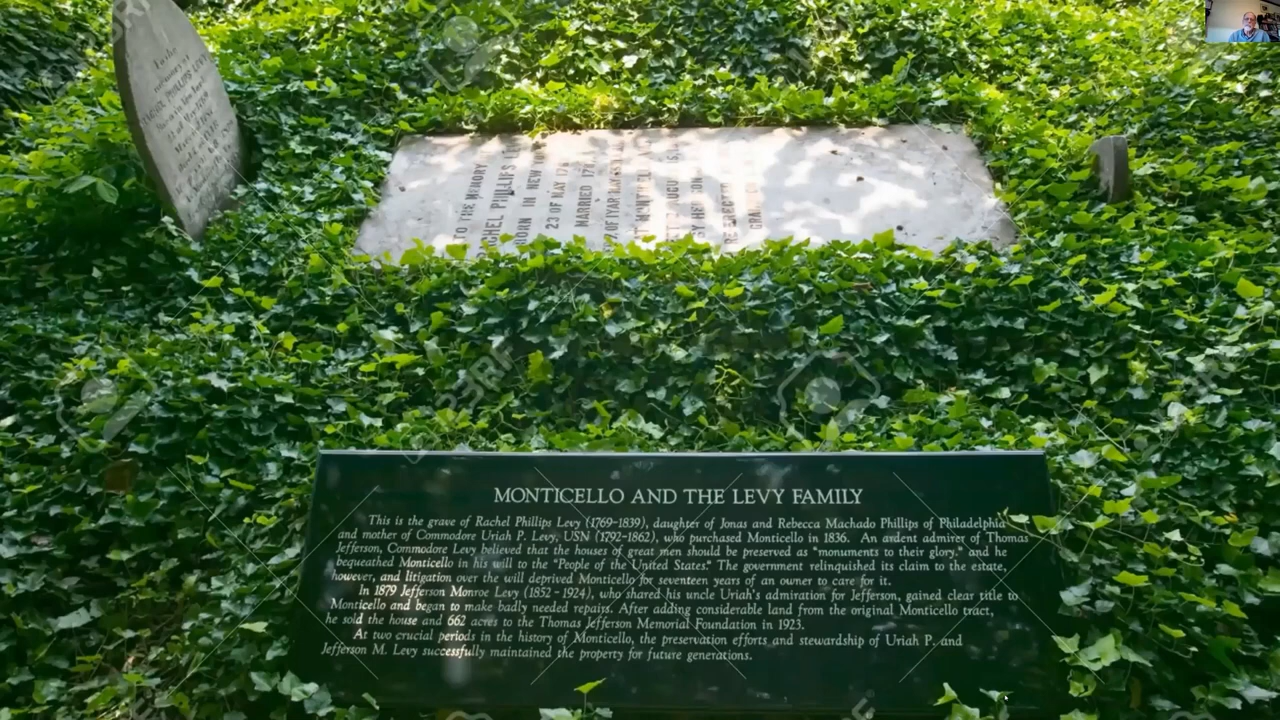 To the
memory of
RACHEL PHILLIPS LEVY
TO THE MEMORY
CHEL PHILLIPS
BORN IN NEW YO
23 OF MAY 17
MARRIED 17
MONTICELLO AND THE LEVY FAMILY
This is the grave of Rachel Phillips Levy (1769-1839), daughter of Jonas and Rebecca Machado Phillips of Philadelphia
and mother of Commodore Uriah P. Levy, USN (1792-1862), who purchased Monticello in 1836. An ardent admirer of Thomas
Jefferson, Commodore Levy believed that the houses of great men should be preserved as "monuments to their glory," and he
bequeathed Monticello in his will to the "People of the United States." The government relinquished its claim to the estate,
however, and litigation over the will deprived Monticello for seventeen years of an owner to care for it.
In 1879 Jefferson Monroe Levy (1852-1924), who shared his uncle Uriah's admiration for Jefferson, gained clear title to
Monticello and began to make badly needed repairs. After adding considerable land from the original Monticello tract,
he sold the house and 662 acres to the Thomas Jefferson Memorial Foundation in 1923.
At two crucial periods in the history of Monticello, the preservation efforts and stewardship of Uriah P. and
Jefferson M. Levy successfully maintained the property for future generations.